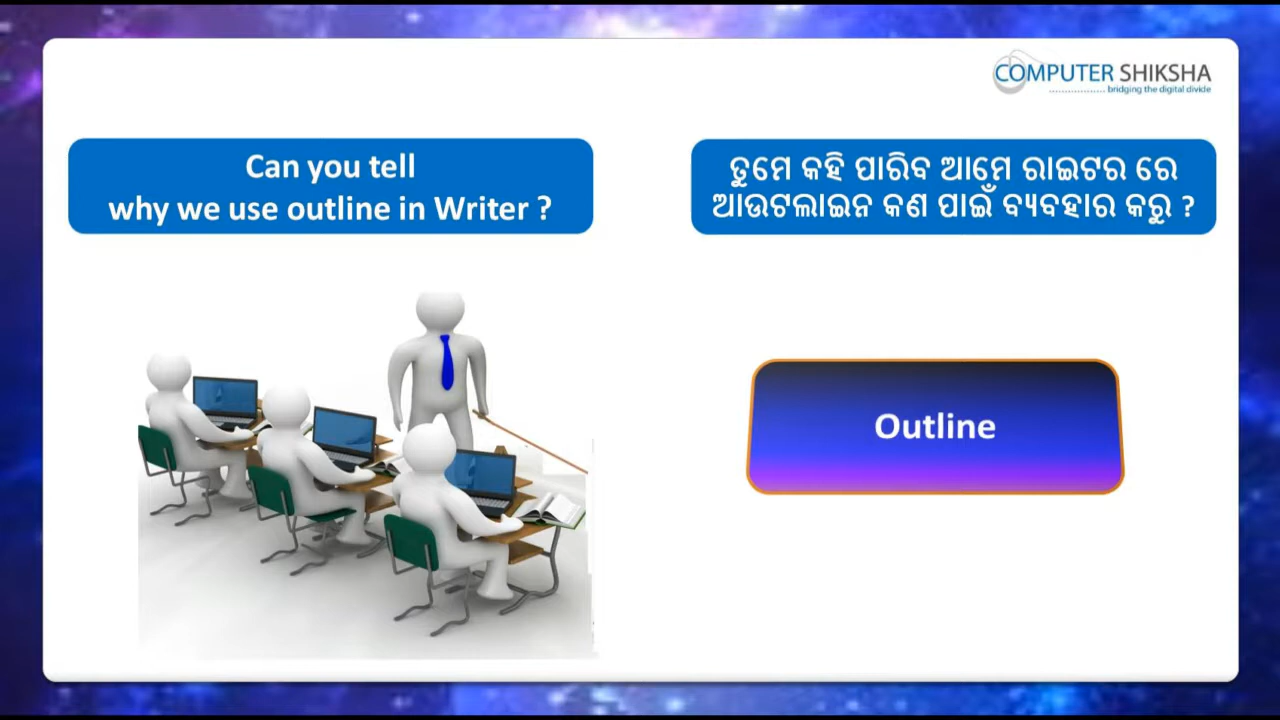 COMPUTER SHIKSHA
bridging the digital divide
Can you tell
why we use outline in Writer ?
ତୁମେ କହି ପାରିବ ଆମେ ରାଇଟର ରେ
ଆଉଟଲାଇନ କଣ ପାଇଁ ବ୍ୟବହାର କରୁ ?
Outline